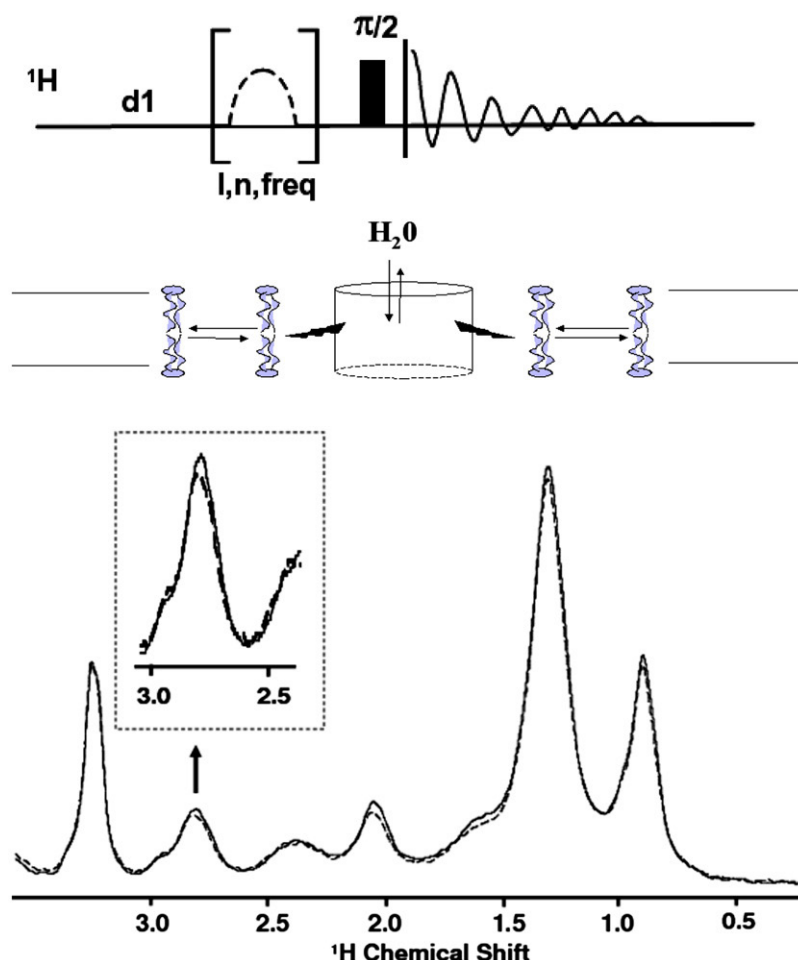 π/2
¹H
d1
I,n,freq
H₂0
3.0 2.5
3.0 2.5 2.0 1.5 1.0 0.5
¹H Chemical Shift